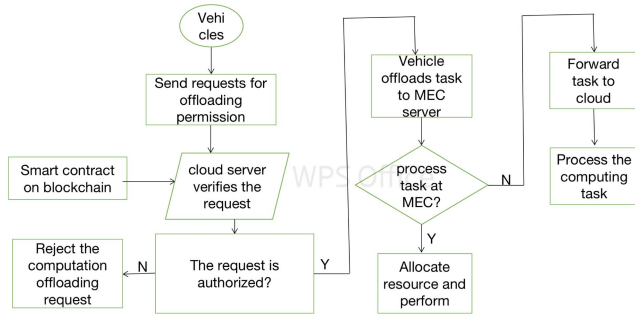 Vehi
cles
Send requests for
offloading
permission
Smart contract
on blockchain
cloud server
verifies the
request
Reject the
computation
offloading
request
N
The request is
authorized?
Y
Vehicle
offloads task
to MEC
server
process
task at
MEC?
N
Y
Allocate
resource and
perform
Forward
task to
cloud
Process the
computing
task
WPS Office